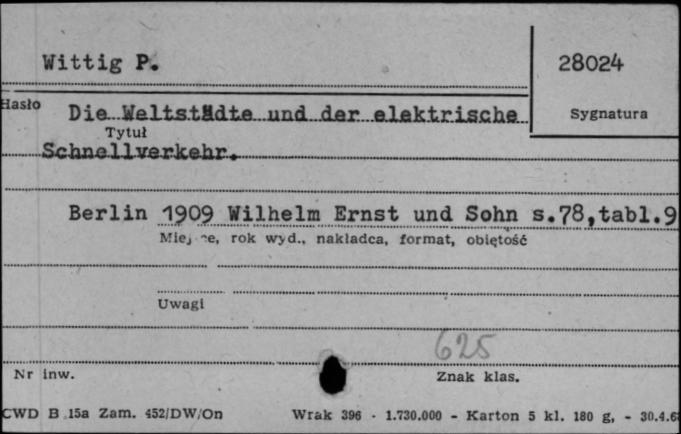 Wittig P.
28024
Hasło
Die Weltstädte und der elektrische
Sygnatura
Tytuł
Schnellverkehr.
Berlin 1909 Wilhelm Ernst und Sohn s.78,tabl.9
Miejsce, rok wyd., nakładca, format, objętość
Uwagi
625
Nr inw.
Znak klas.
CWD B 15a Zam. 452/DW/On
Wrak 396 - 1.730.000 - Karton 5 kl. 180 g, - 30.4.6